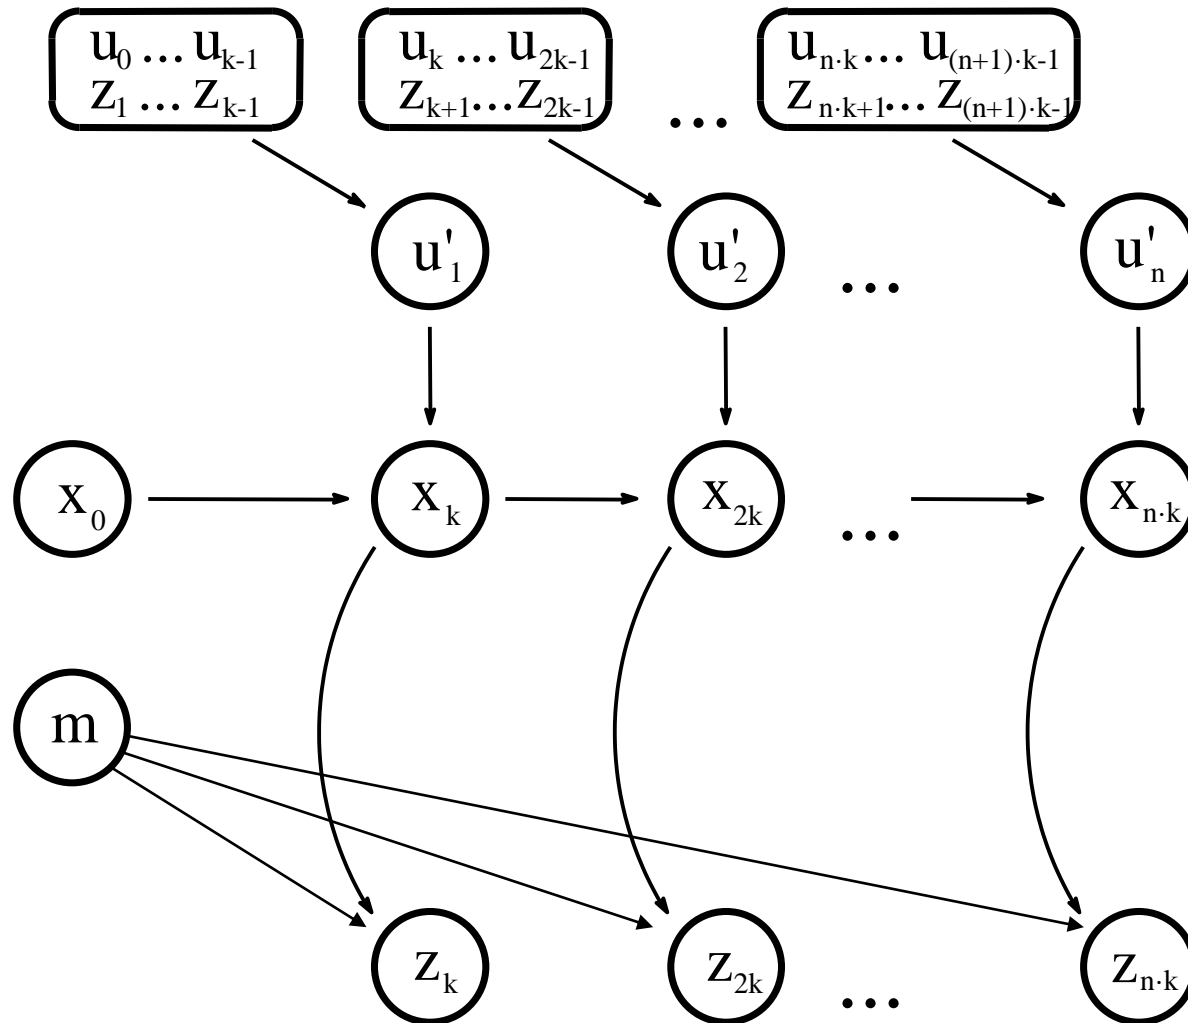 u₀ ... uₖ₋₁
z₁ ... zₖ₋₁
uₖ ... u₂ₖ₋₁
zₖ₊₁...z₂ₖ₋₁
...
uₙ.ₖ... u₍ₙ₊₁₎.ₖ₋₁
zₙ.ₖ₊₁... z₍ₙ₊₁₎.ₖ₋₁
u'₁
u'₂
...
u'ₙ
x₀
xₖ
x₂ₖ
...
xₙ.ₖ
m
zₖ
z₂ₖ
...
zₙ.ₖ